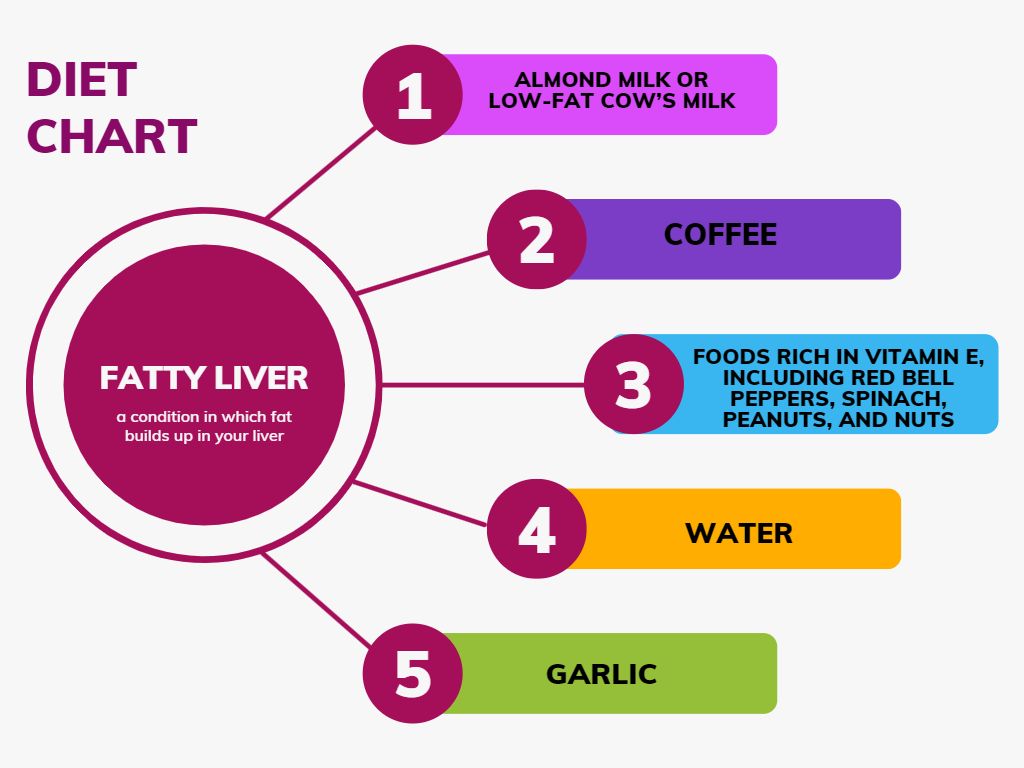 DIET
CHART
1
ALMOND MILK OR
LOW-FAT COW’S MILK
2
COFFEE
FATTY LIVER
a condition in which fat
builds up in your liver
3
FOODS RICH IN VITAMIN E,
INCLUDING RED BELL
PEPPERS, SPINACH,
PEANUTS, AND NUTS
4
WATER
5
GARLIC